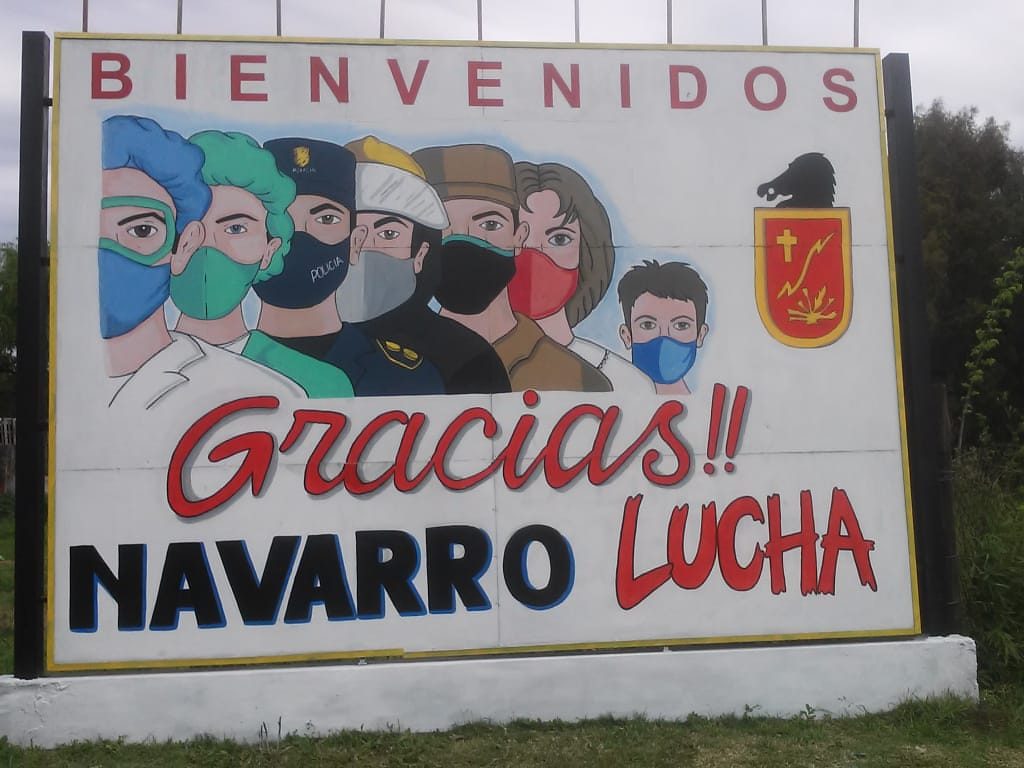 BIENVENIDOS
POLICIA
POLICIA
Gracias!!
NAVARRO LUCHA